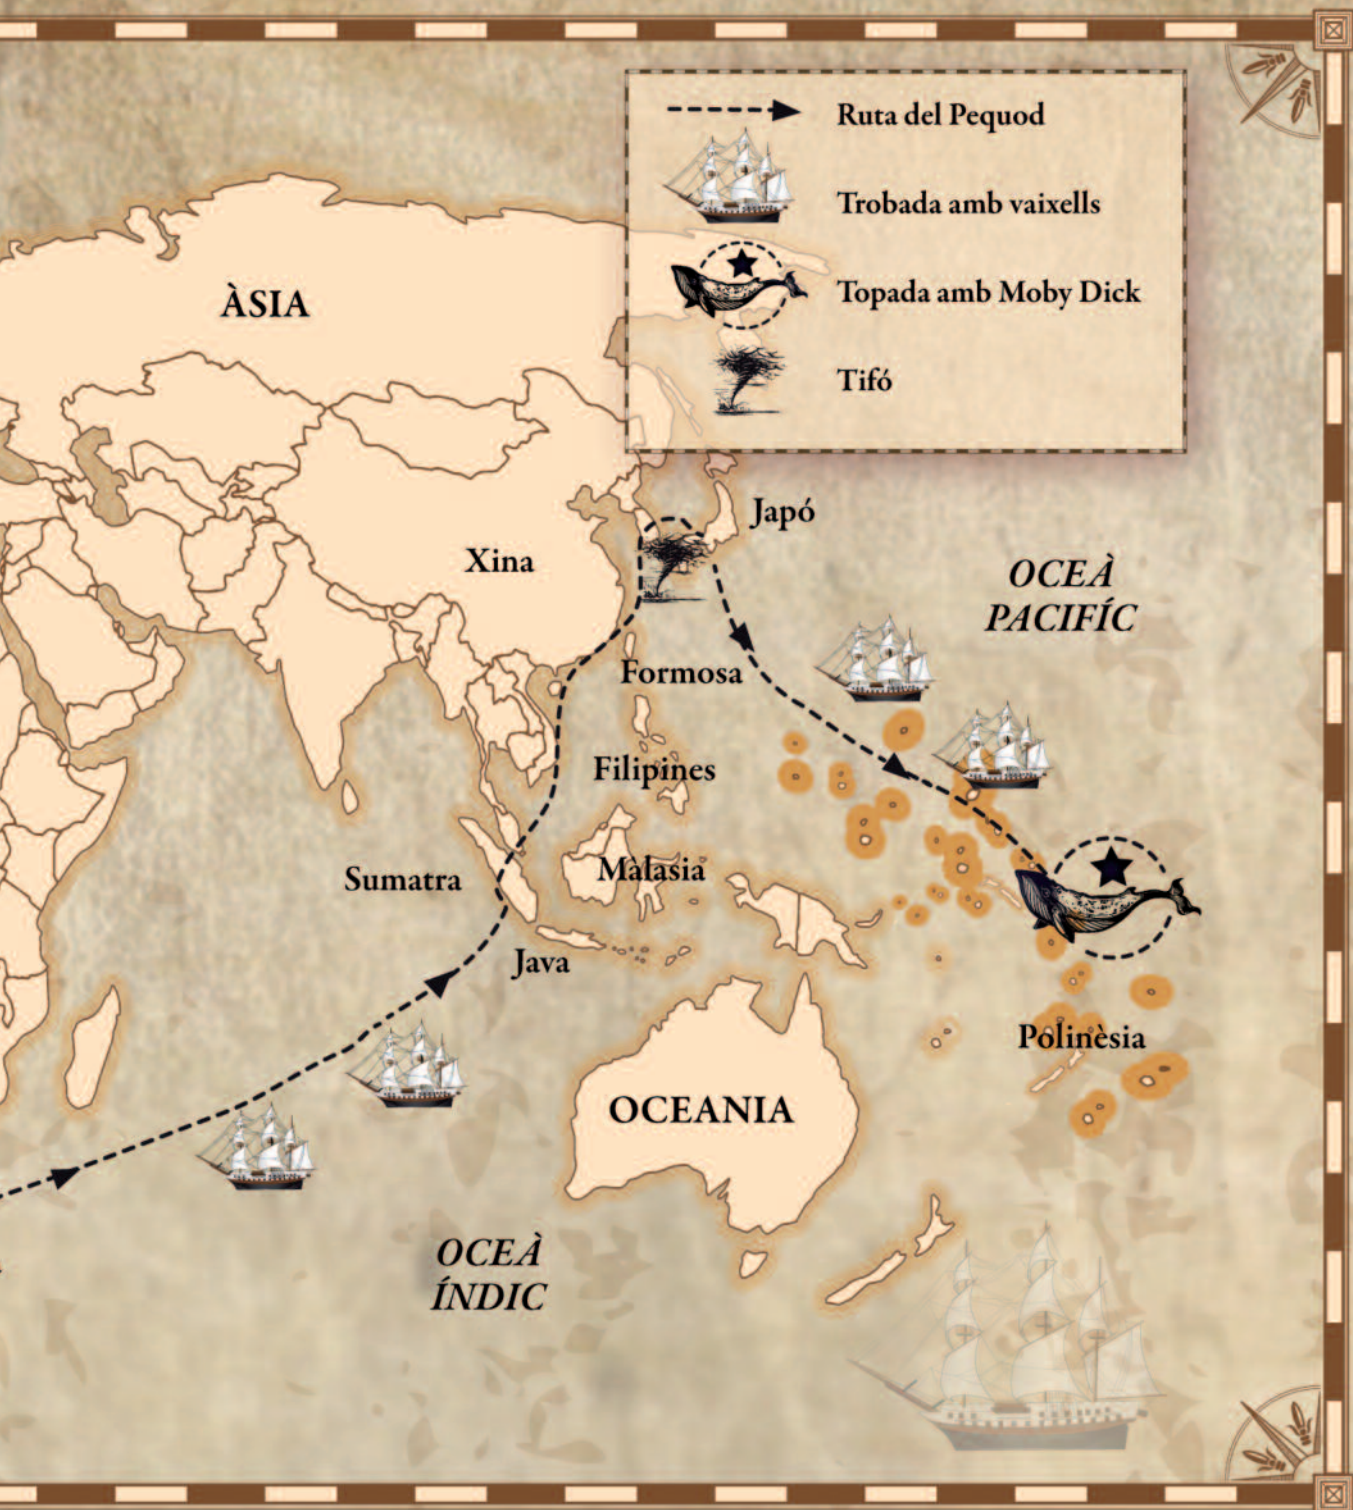 Ruta del Pequod
Trobada amb vaixells
Topada amb Moby Dick
Tifó
ÀSIA
Japó
Xina
OCEÀ
PACIFÍC
Formosa
Filipines
Malasia
Sumatra
Java
Polinèsia
OCEANIA
OCEÀ
ÍNDIC